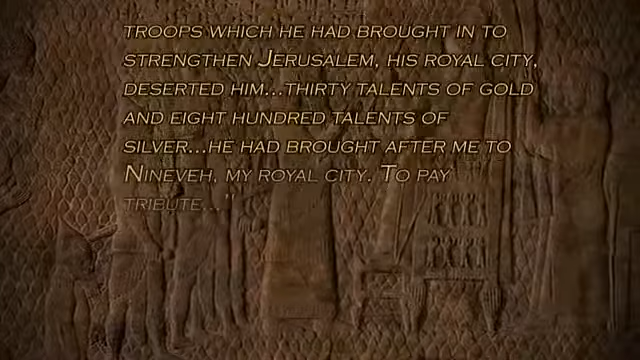 TROOPS WHICH HE HAD BROUGHT IN TO
STRENGTHEN JERUSALEM, HIS ROYAL CITY,
DESERTED HIM...THIRTY TALENTS OF GOLD
AND EIGHT HUNDRED TALENTS OF
SILVER...HE HAD BROUGHT AFTER ME TO
NINEVEH, MY ROYAL CITY. TO PAY
TRIBUTE..."